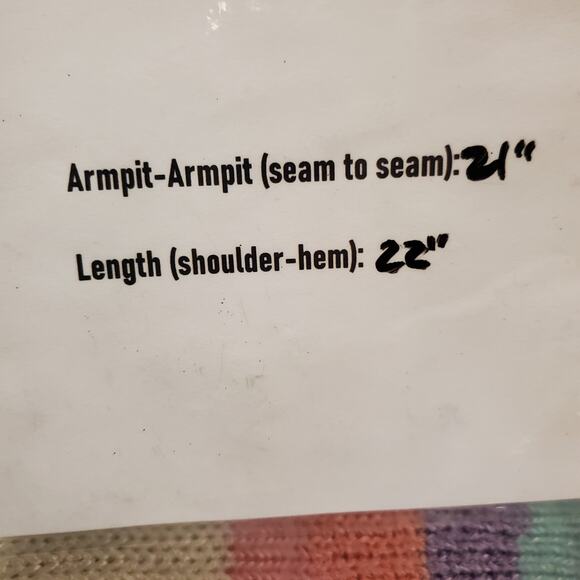 Armpit-Armpit (seam to seam): 21"
Length (shoulder-hem): 22"